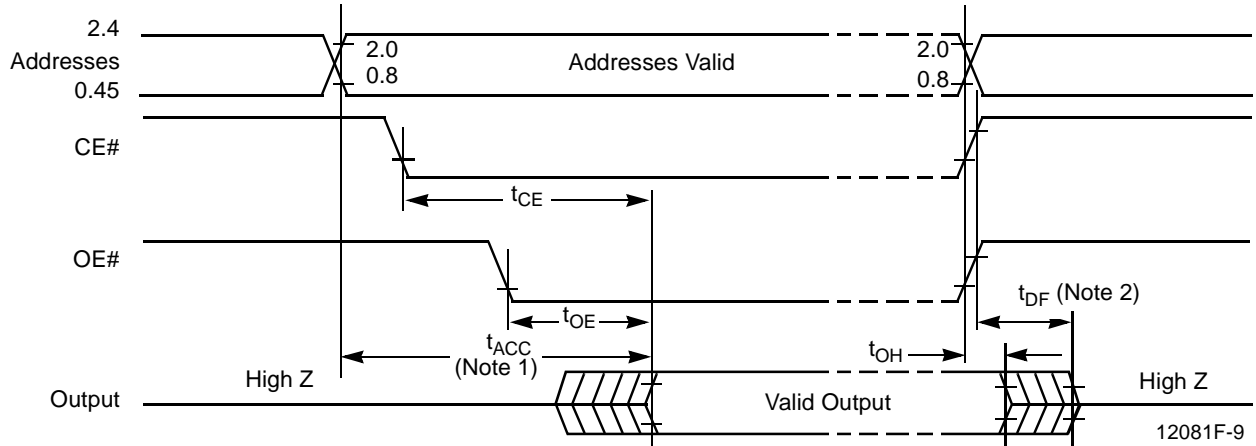 2.4
Addresses
0.45
2.0
0.8
Addresses Valid
2.0
0.8
CE#
tCE
OE#
tOE
tDF (Note 2)
tACC
(Note 1)
tOH
High Z
High Z
Output
Valid Output
12081F-9